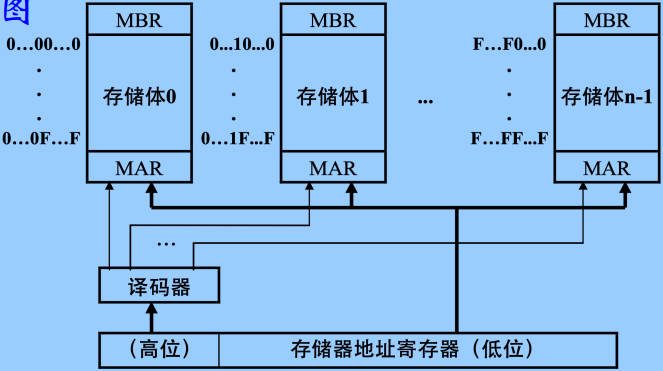 图
MBR MBR MBR
0…00…0 0...10...0 F…F0...0
存储体0 存储体1 ... 存储体n-1
0…0F…F 0…1F...F F…FF...F
MAR MAR MAR
…
译码器
（高位） 存储器地址寄存器（低位）